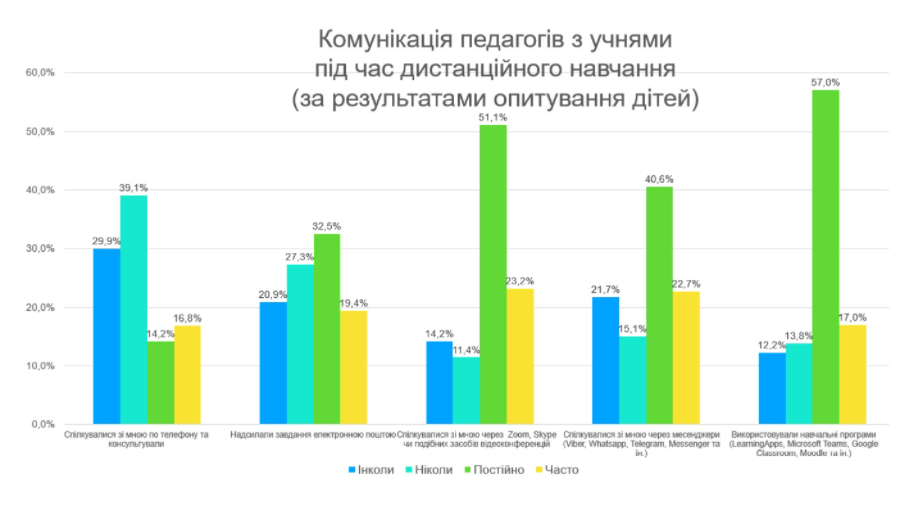 Комунікація педагогів з учнями
під час дистанційного навчання
(за результатами опитування дітей)
60,0%
50,0%
40,0%
30,0%
20,0%
10,0%
0,0%
29,9%
39,1%
14,2%
16,8%
20,9%
27,3%
32,5%
19,4%
14,2%
11,4%
51,1%
23,2%
21,7%
15,1%
40,6%
22,7%
12,2%
13,8%
57,0%
17,0%
Спілкувалися зі мною по телефону та
консультували
Надсилали завдання електронною поштою
Спілкувалися зі мною через Zoom, Skype
чи подібних засобів відеоконференцій
Спілкувалися зі мною через месенджери
(Viber, Whatsapp, Telegram, Messenger та
ін.)
Використовували навчальні програми
(LearningApps, Microsoft Teams, Google
Classroom, Moodle та ін.)
Інколи
Ніколи
Постійно
Часто